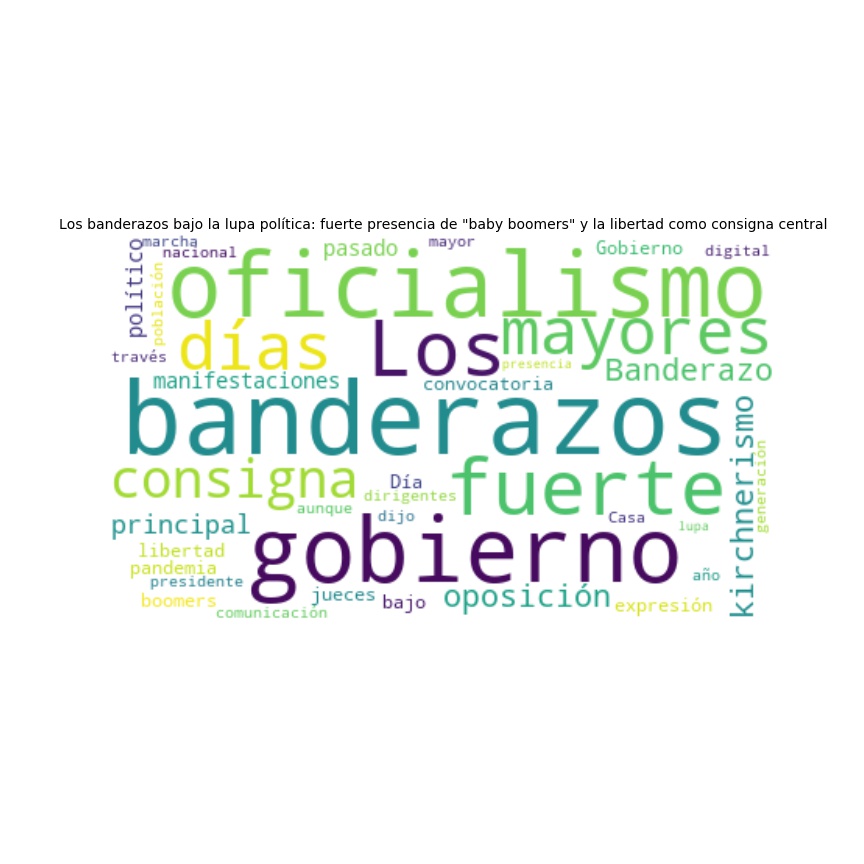 Los banderazos bajo la lupa política: fuerte presencia de "baby boomers" y la libertad como consigna central
marcha
nacional
pasado
mayor
Gobierno
digital
político
población
oficialismo
través
días
Los
mayores
presencia
Banderazo
manifestaciones
convocatoria
banderazos
kirchnerismo
consigna
Día
dirigentes
fuerte
generación
aunque
principal
dijo
Casa
lupa
libertad
pandemia
presidente
gobierno
año
boomers
jueces
bajo
oposición
expresión
comunicación